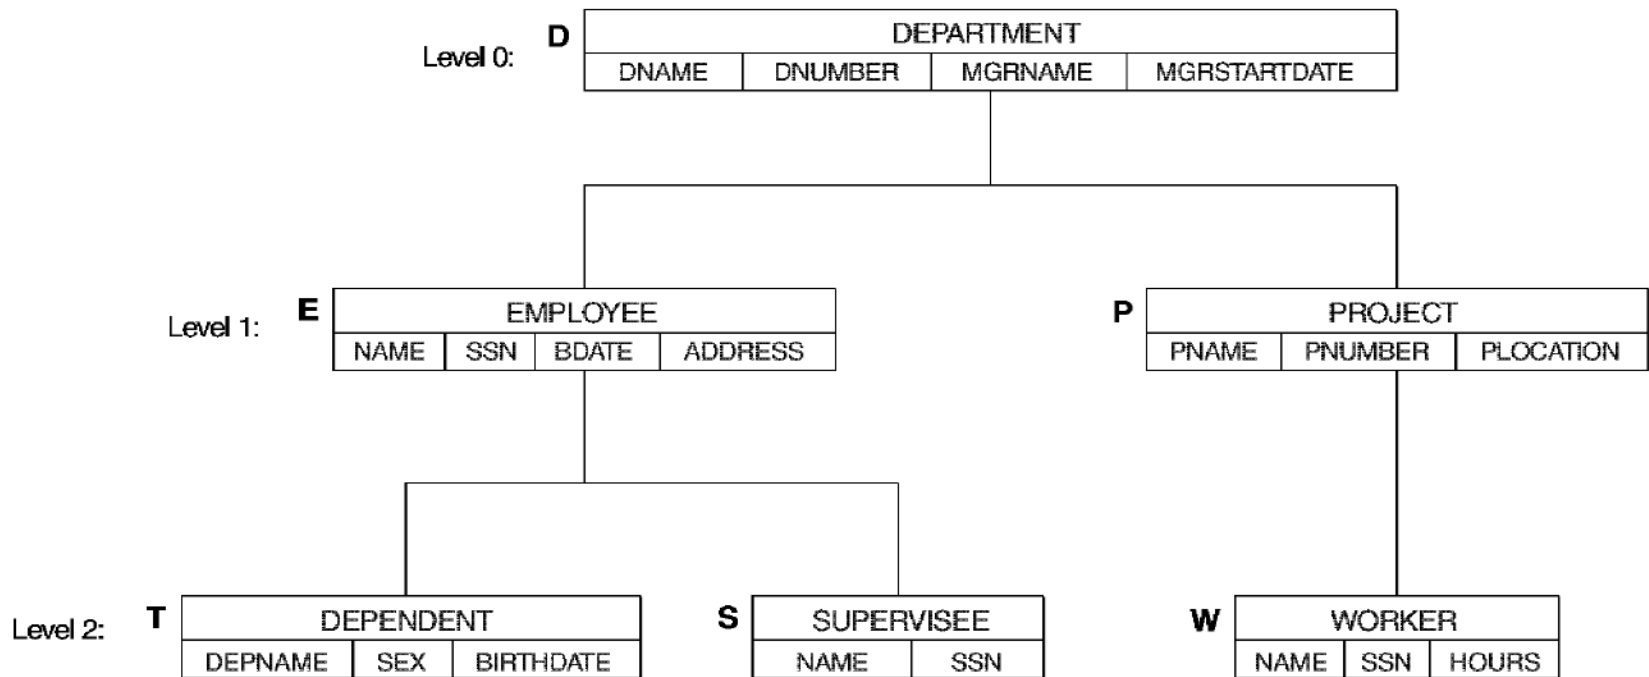 Level 0:
D
DEPARTMENT
DNAME DNUMBER MGRNAME MGRSTARTDATE
Level 1:
E
EMPLOYEE
NAME SSN BDATE ADDRESS
P
PROJECT
PNAME PNUMBER PLOCATION
Level 2:
T
DEPENDENT
DEPNAME SEX BIRTHDATE
S
SUPERVISEE
NAME SSN
W
WORKER
NAME SSN HOURS